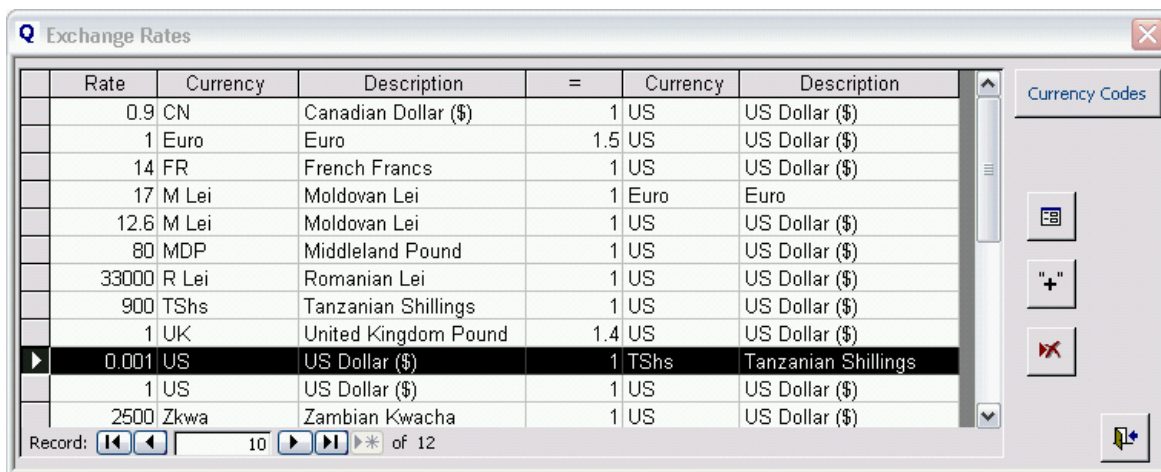 Q Exchange Rates
Rate Currency Description = Currency Description
0.9 CN Canadian Dollar ($) 1 US US Dollar ($)
1 Euro Euro 1.5 US US Dollar ($)
14 FR French Francs 1 US US Dollar ($)
17 M Lei Moldovan Lei 1 Euro Euro
12.6 M Lei Moldovan Lei 1 US US Dollar ($)
80 MDP Middleland Pound 1 US US Dollar ($)
33000 R Lei Romanian Lei 1 US US Dollar ($)
900 TShs Tanzanian Shillings 1 US US Dollar ($)
1 UK United Kingdom Pound 1.4 US US Dollar ($)
0.001 US US Dollar ($) 1 TShs Tanzanian Shillings
1 US US Dollar ($) 1 US US Dollar ($)
2500 Zkwa Zambian Kwacha 1 US US Dollar ($)
Record: 10 of 12
Currency Codes
"+"